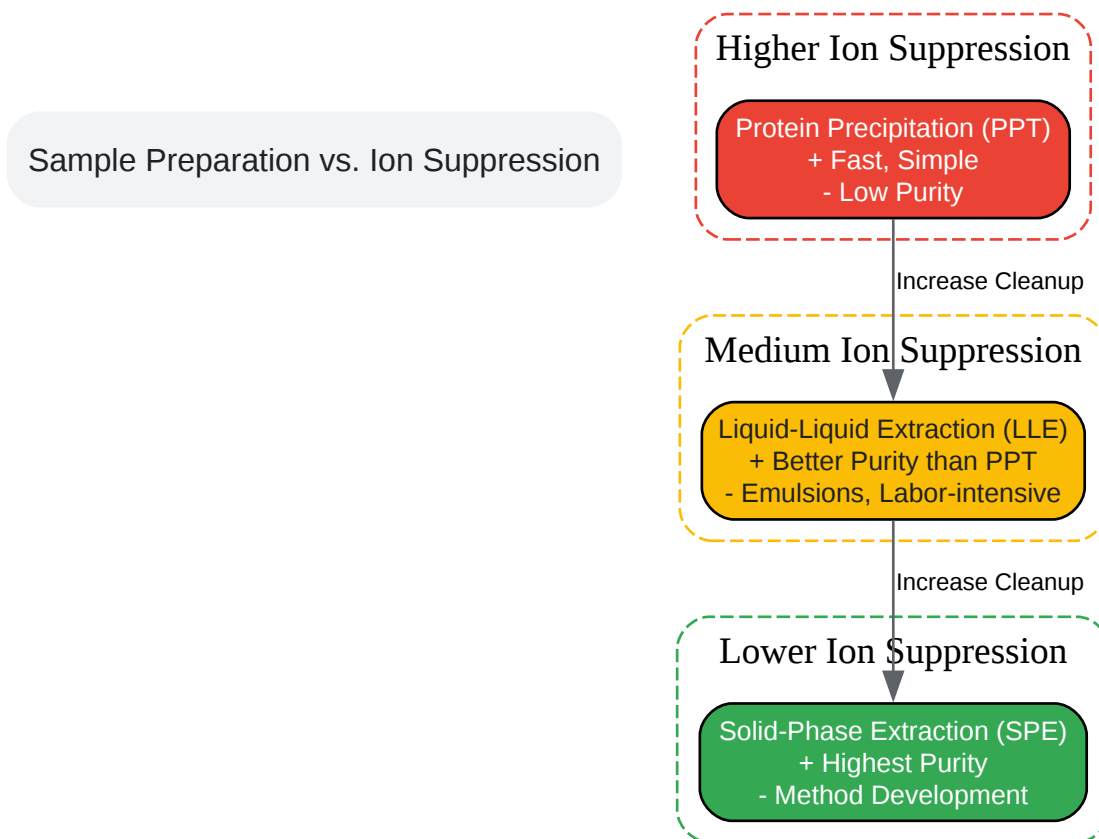 Sample Preparation vs. Ion Suppression
Higher Ion Suppression
Protein Precipitation (PPT)
+ Fast, Simple
- Low Purity
Increase Cleanup
Medium Ion Suppression
Liquid-Liquid Extraction (LLE)
+ Better Purity than PPT
- Emulsions, Labor-intensive
Increase Cleanup
Lower Ion Suppression
Solid-Phase Extraction (SPE)
+ Highest Purity
- Method Development